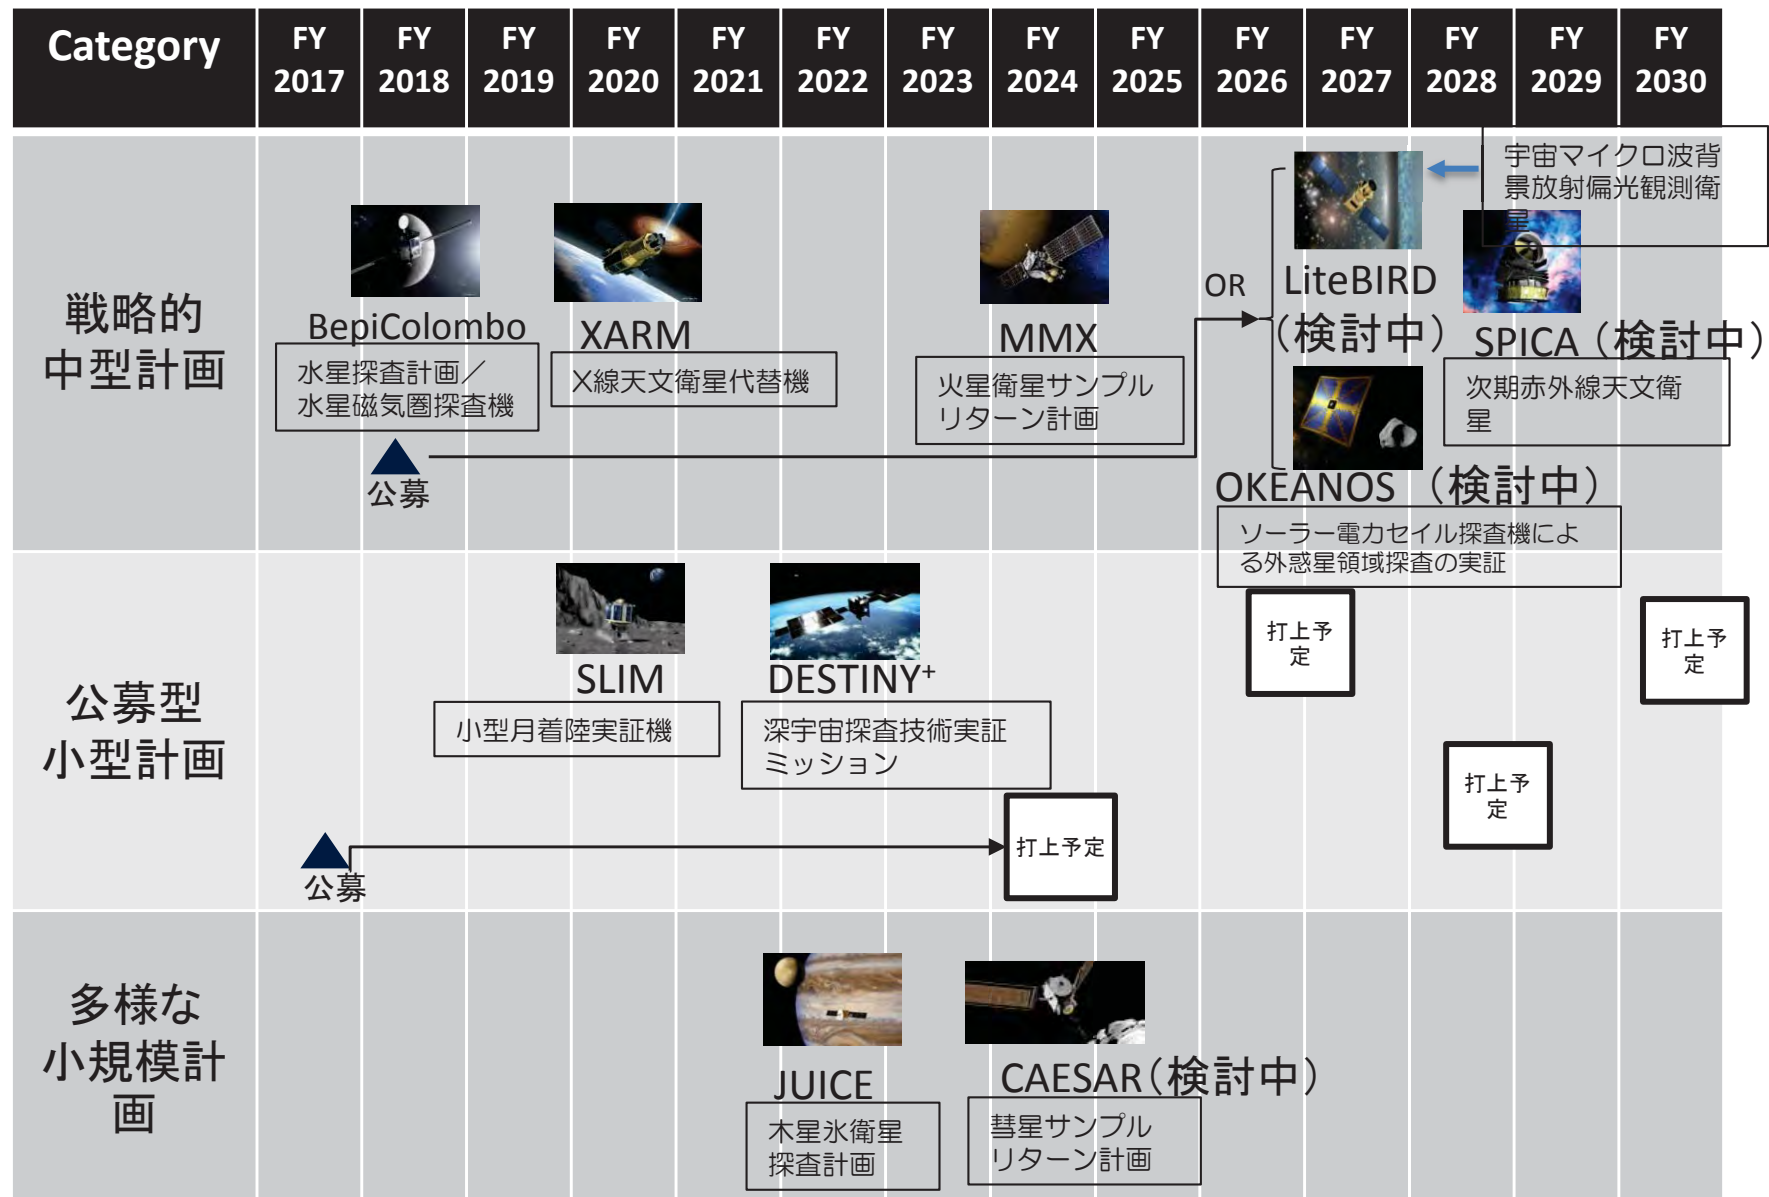 Category
FY 2017
FY 2018
FY 2019
FY 2020
FY 2021
FY 2022
FY 2023
FY 2024
FY 2025
FY 2026
FY 2027
FY 2028
FY 2029
FY 2030
戦略的
中型計画
BepiColombo
水星探査計画／
水星磁気圏探査機
XARM
X線天文衛星代替機
MMX
火星衛星サンプル
リターン計画
OR
LiteBIRD
（検討中）
宇宙マイクロ波背
景放射偏光観測衛
星
SPICA（検討中）
次期赤外線天文衛
星
OKEANOS （検討中）
ソーラー電力セイル探査機によ
る外惑星領域探査の実証
公募
公募型
小型計画
SLIM
小型月着陸実証機
DESTINY⁺
深宇宙探査技術実証
ミッション
打上予
定
打上予
定
打上予
定
打上予定
公募
多様な
小規模計
画
JUICE
木星氷衛星
探査計画
CAESAR（検討中）
彗星サンプル
リターン計画